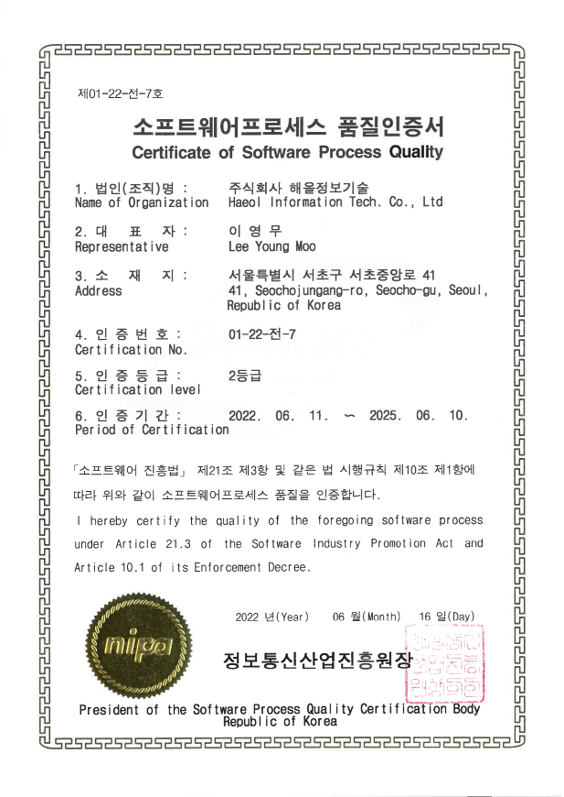 제01-22-전-7호
소프트웨어프로세스 품질인증서
Certificate of Software Process Quality
1. 법인(조직)명 : 주식회사 해올정보기술
Name of Organization Haeol Information Tech. Co., Ltd
2. 대 표 자 : 이 영 무
Representative Lee Young Moo
3. 소 재 지 : 서울특별시 서초구 서초중앙로 41
Address 41, Seochojungang-ro, Seocho-gu, Seoul,
Republic of Korea
4. 인 증 번 호 : 01-22-전-7
Certification No.
5. 인 증 등 급 : 2등급
Certification level
6. 인 증 기 간 : 2022. 06. 11. ~ 2025. 06. 10.
Period of Certification
「소프트웨어 진흥법」 제21조 제3항 및 같은 법 시행규칙 제10조 제1항에
따라 위와 같이 소프트웨어프로세스 품질을 인증합니다.
I hereby certify the quality of the foregoing software process
under Article 21.3 of the Software Industry Promotion Act and
Article 10.1 of its Enforcement Decree.
2022 년(Year) 06 월(Month) 16 일(Day)
nipa
정보통신산업진흥원장
President of the Software Process Quality Certification Body
Republic of Korea